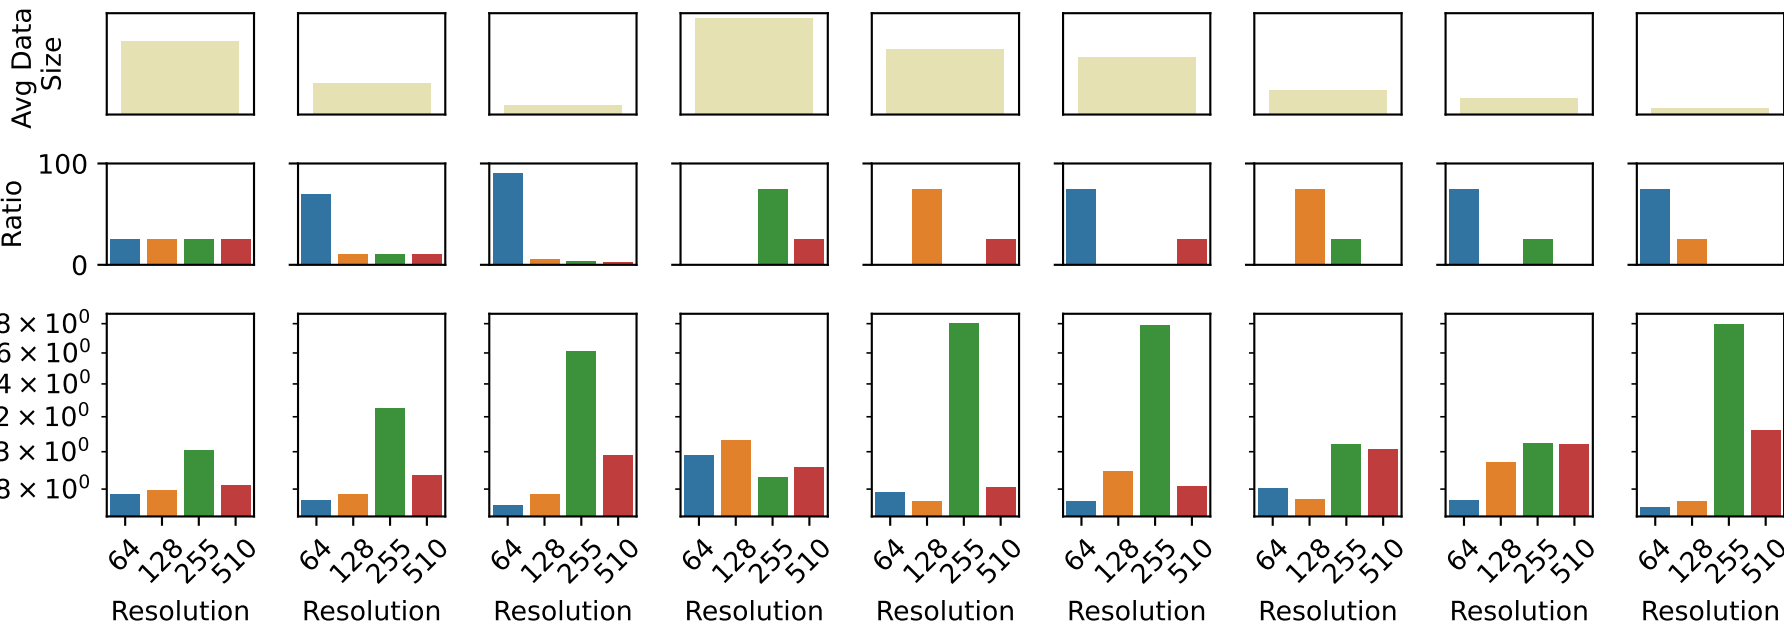 Avg Data
Size
Ratio
100
0
8 × 10⁰
6 × 10⁰
4 × 10⁰
2 × 10⁰
× 10⁰
8 × 10⁰
64 128 255 510 64 128 255 510 64 128 255 510 64 128 255 510 64 128 255 510 64 128 255 510 64 128 255 510 64 128 255 510 64 128 255 510
Resolution Resolution Resolution Resolution Resolution Resolution Resolution Resolution Resolution